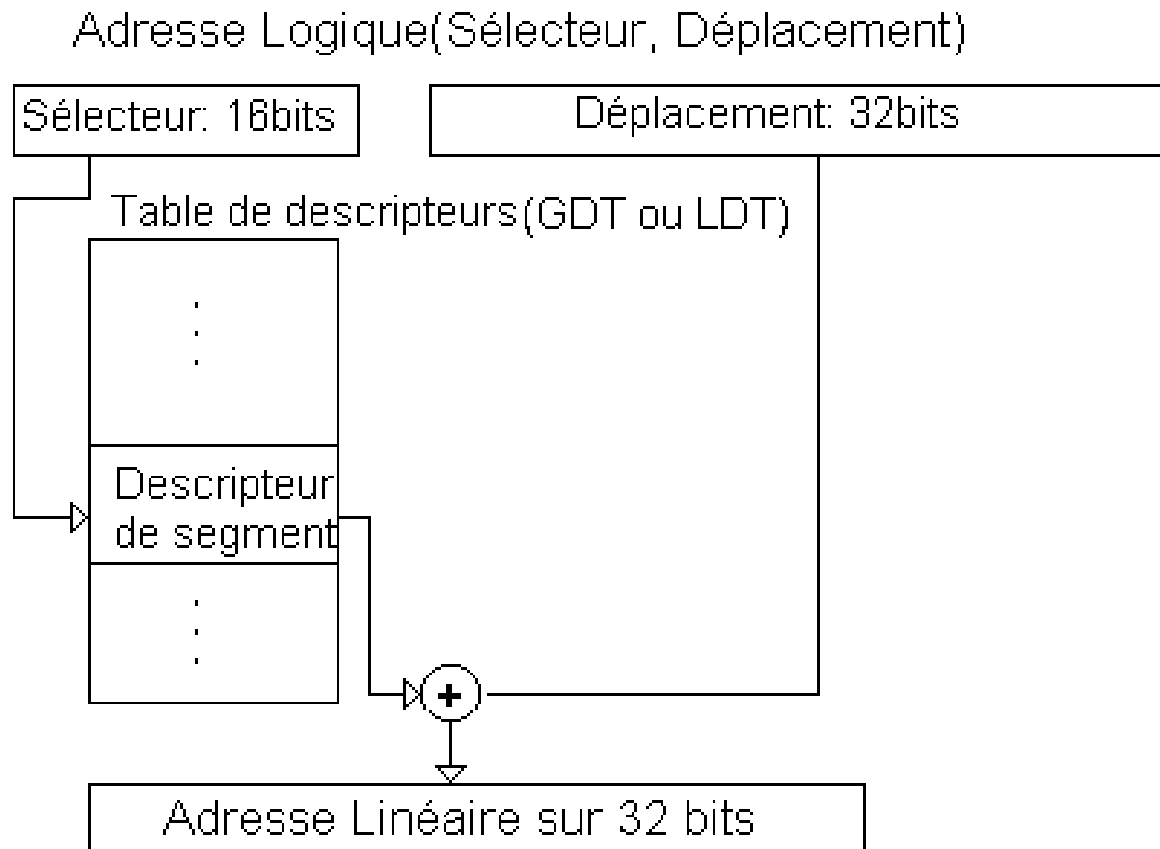 Adresse Logique(Sélecteur, Déplacement)
Sélecteur: 16bits
Déplacement: 32bits
Table de descripteurs(GDT ou LDT)
.
.
.
Descripteur
de segment
.
.
.
+
Adresse Linéaire sur 32 bits